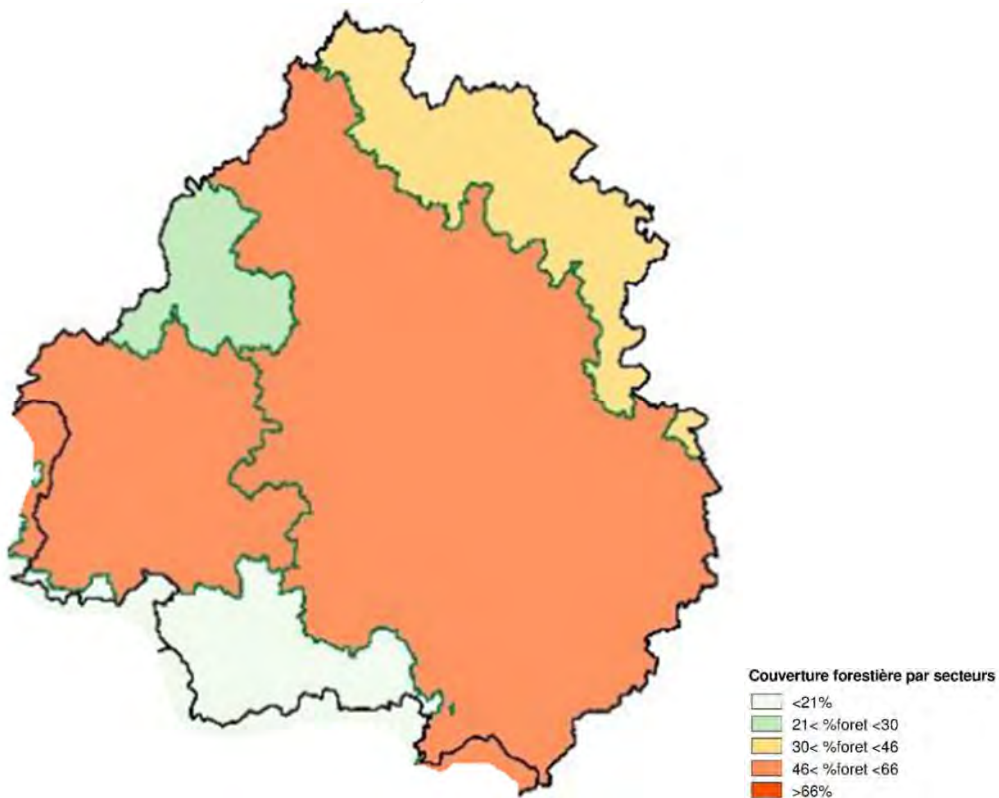 Couverture forestière par secteurs
<21%
21< %foret <30
30< %foret <46
46< %foret <66
>66%